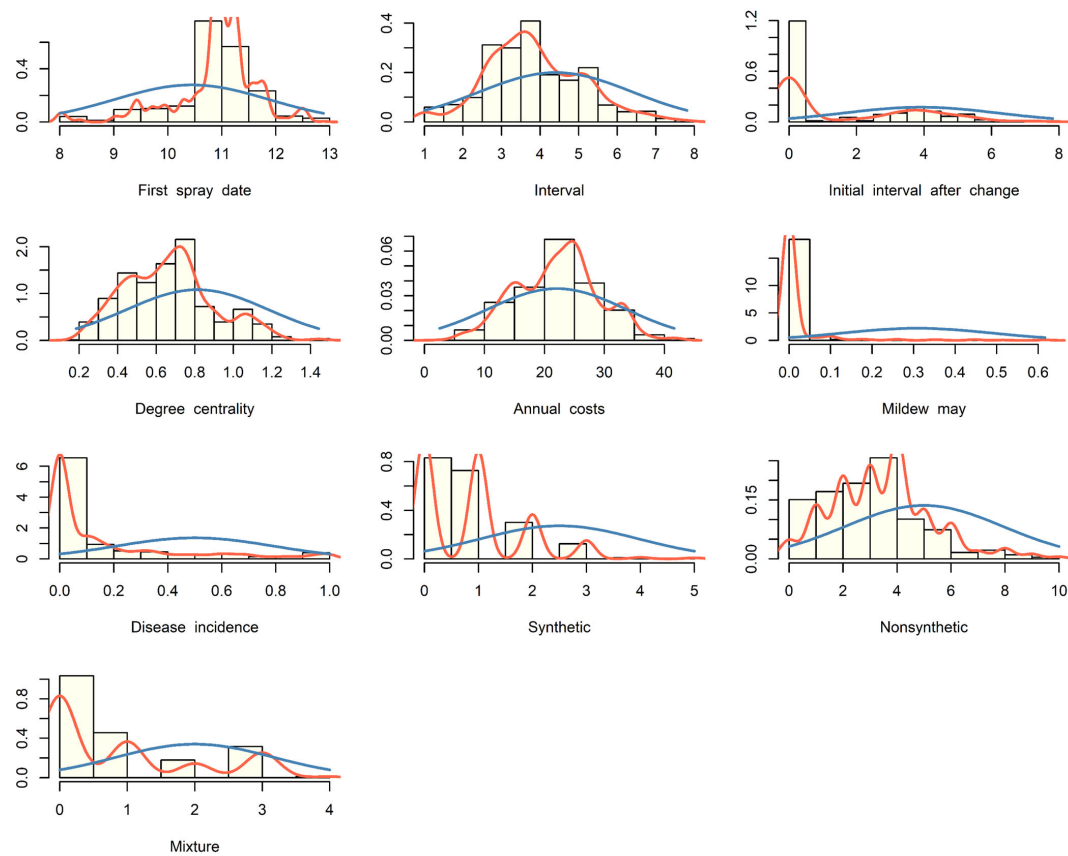 0.4
0.0
8 9 10 11 12 13
First spray date
0.4
0.2
0.0
1 2 3 4 5 6 7 8
Interval
1.2
0.6
0.0
0 2 4 6 8
Initial interval after change
2.0
1.0
0.0
0.2 0.4 0.6 0.8 1.0 1.2 1.4
Degree centrality
0.06
0.03
0.00
0 10 20 30 40
Annual costs
10
5
0
0.0 0.1 0.2 0.3 0.4 0.5 0.6
Mildew may
6
4
2
0
0.0 0.2 0.4 0.6 0.8 1.0
Disease incidence
0.8
0.4
0.0
0 1 2 3 4 5
Synthetic
0.15
0.00
0 2 4 6 8 10
Nonsynthetic
0.8
0.4
0.0
0 1 2 3 4
Mixture